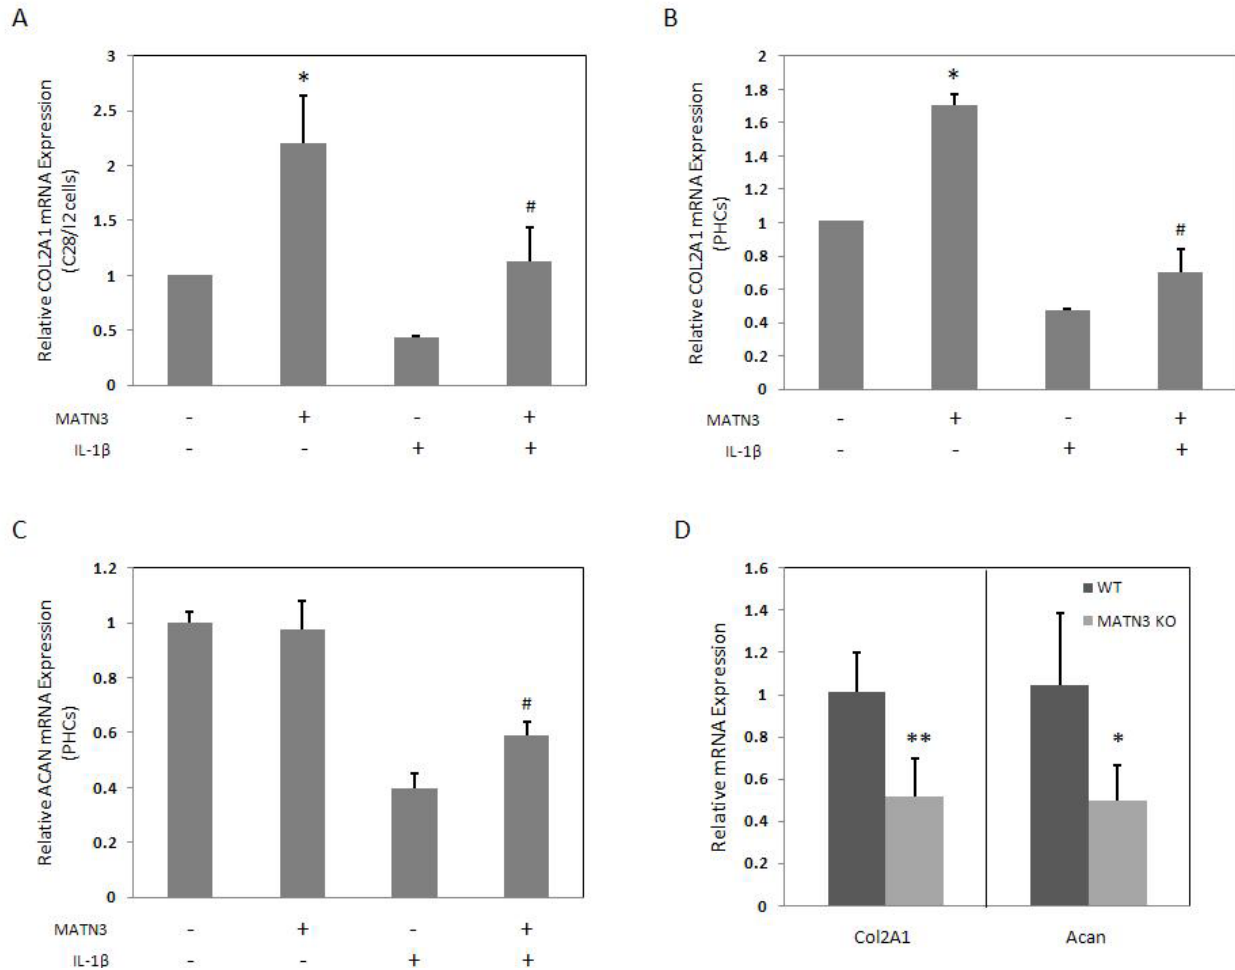 A
Relative COL2A1 mRNA Expression
(C28/I2 cells)
3
2.5
2
1.5
1
0.5
0
*
#
MATN3 - + - +
IL-1β - - + +
B
Relative COL2A1 mRNA Expression
(PHCs)
2
1.8
1.6
1.4
1.2
1
0.8
0.6
0.4
0.2
0
*
#
MATN3 - + - +
IL-1β - - + +
C
Relative ACAN mRNA Expression
(PHCs)
1.2
1
0.8
0.6
0.4
0.2
0
#
MATN3 - + - +
IL-1β - - + +
D
Relative mRNA Expression
1.6
1.4
1.2
1
0.8
0.6
0.4
0.2
0
WT
MATN3 KO
**
*
Col2A1 Acan